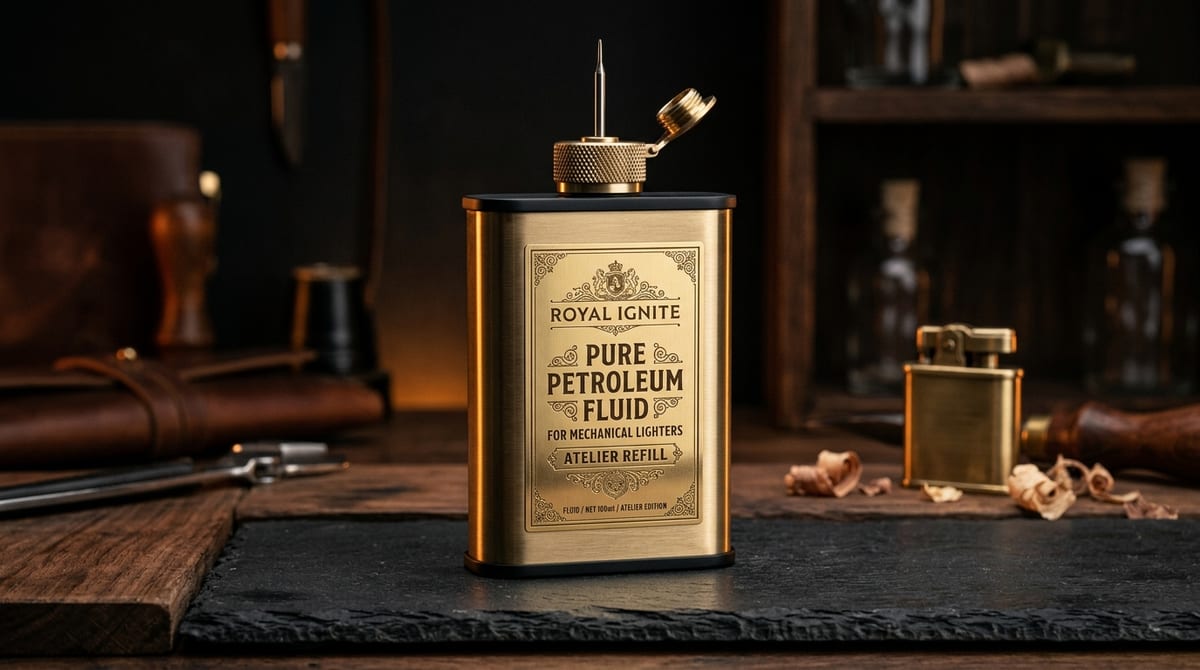 ROYAL IGNITE
PURE
PETROLEUM
FLUID
FOR MECHANICAL LIGHTERS
ATELIER REFILL
FLUID / NET 100ml / ATELIER EDITION